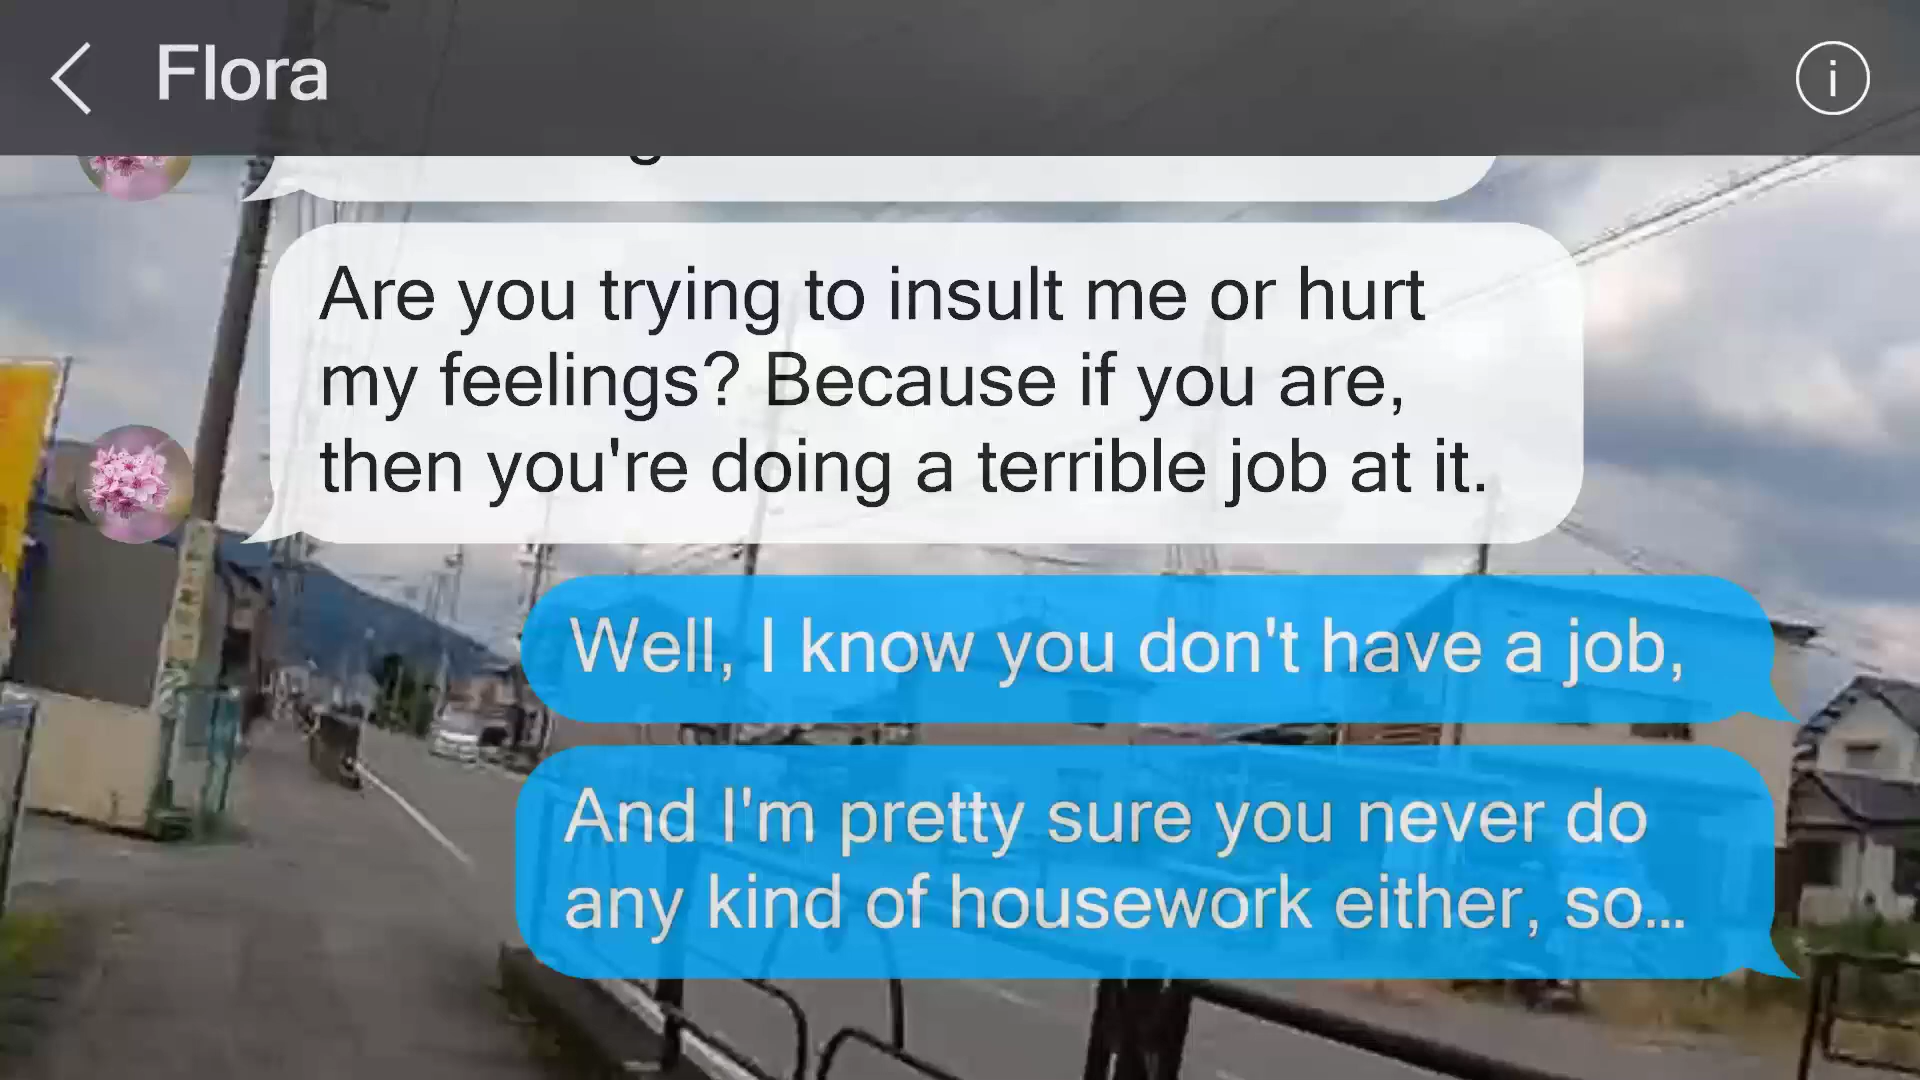 Flora
i
Are you trying to insult me or hurt
my feelings? Because if you are,
then you're doing a terrible job at it.
Well, I know you don't have a job,
And I'm pretty sure you never do
any kind of housework either, so...